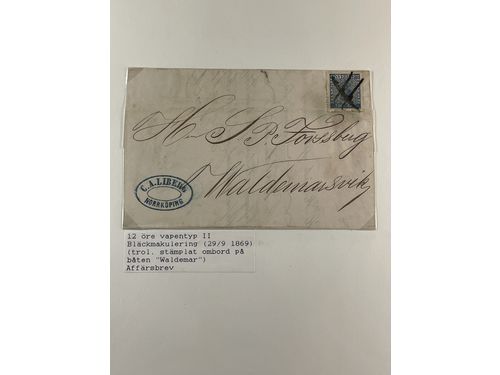 H. S P. Forssberg
Waldemarsvik
C. A. LIBERG
NORRKÖPING
12 öre vapentyp II
Bläckmakulering (29/9 1869)
(trol. stämplat ombord på
båten "Waldemar")
Affärsbrev